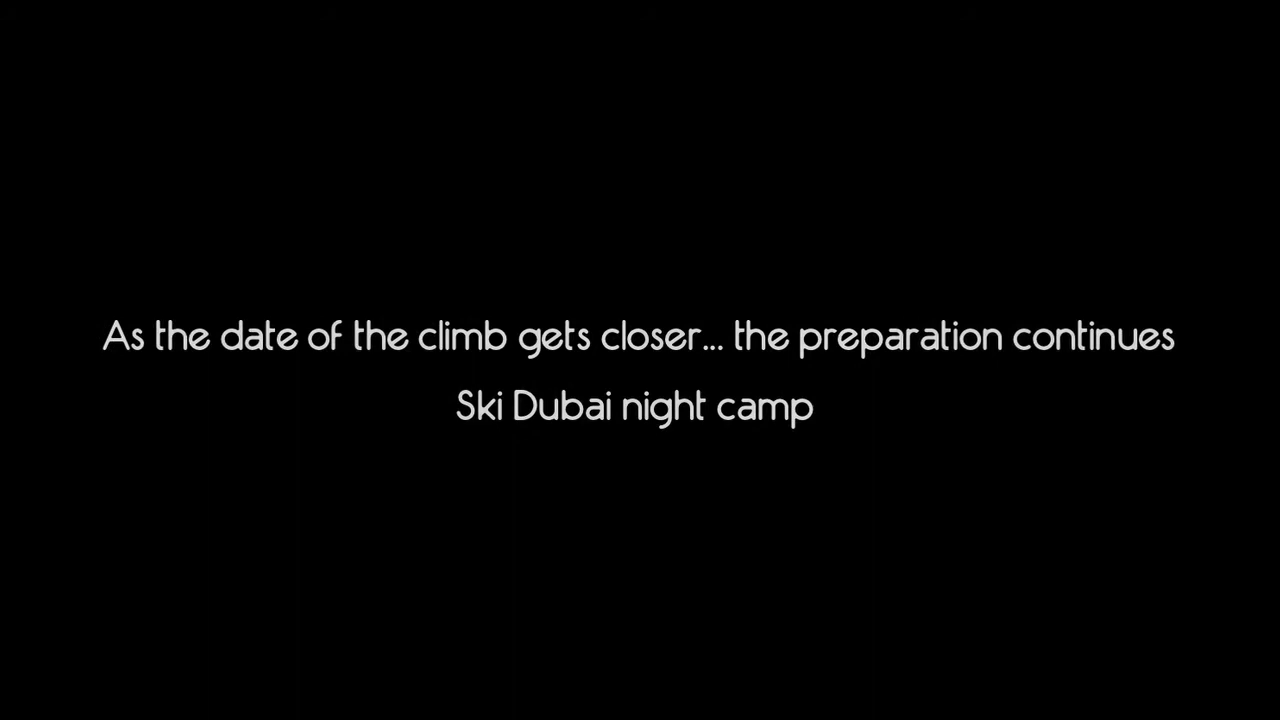 As the date of the climb gets closer... the preparation continues
Ski Dubai night camp